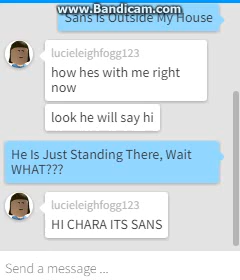 www.Bandicam.com
Sans Is Outside My House
lucieleighfogg123
how hes with me right
now
look he will say hi
He Is Just Standing There, Wait
WHAT???
lucieleighfogg123
HI CHARA ITS SANS
Send a message ...